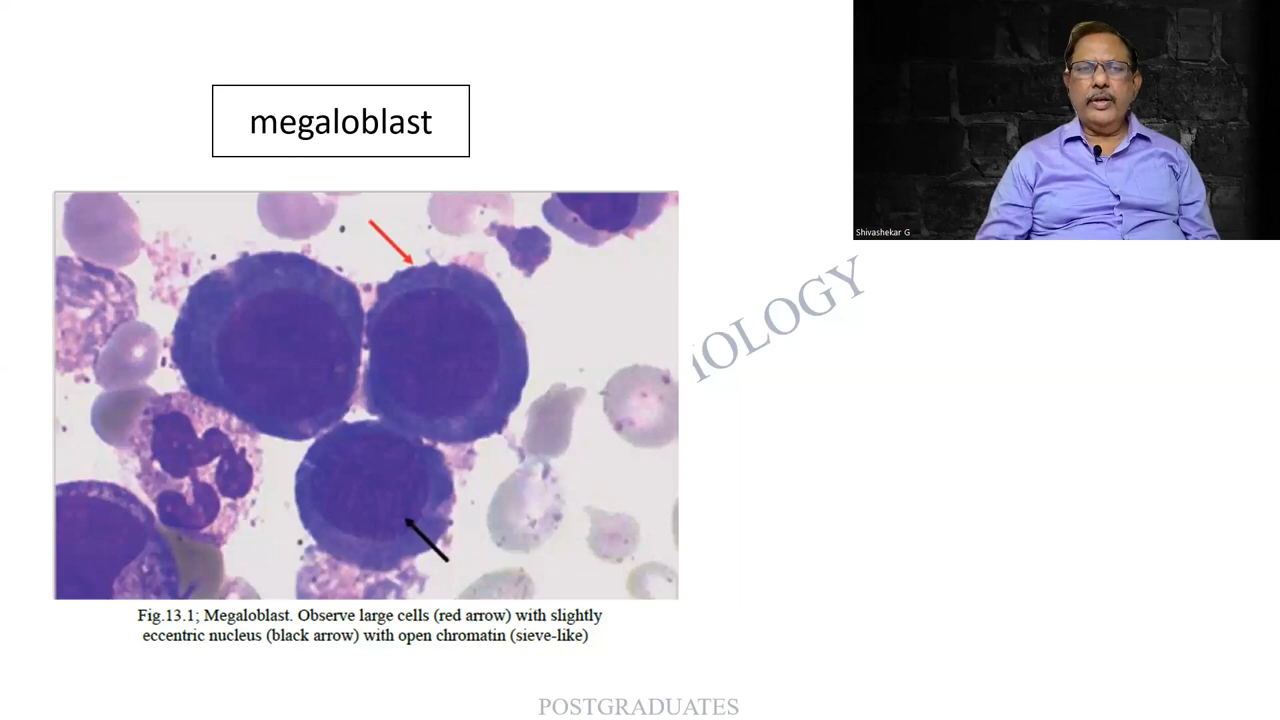 megaloblast
Shivashekar G
iOLOGY
Fig.13.1; Megaloblast. Observe large cells (red arrow) with slightly
eccentric nucleus (black arrow) with open chromatin (sieve-like)
POSTGRADUATES